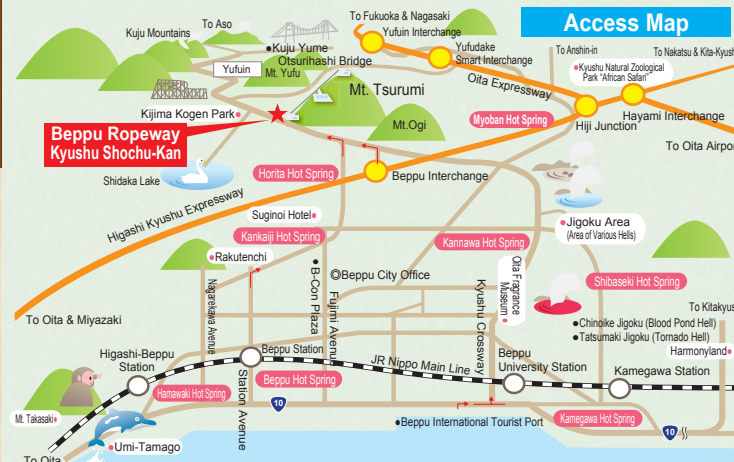 Access Map
To Aso
Kuju Mountains
To Fukuoka & Nagasaki
Yufuin Interchange
Kuju Yume
Otsurihashi Bridge
Yufudake
Smart Interchange
To Anshin-in
To Nakatsu & Kita-Kyush
Yufuin
Mt. Yufu
Kyushu Natural Zoological
Park "African Safari"
Oita Expressway
Mt. Tsurumi
Kijima Kogen Park
Mt.Ogi
Myoban Hot Spring
Hiji Junction
Hayami Interchange
Beppu Ropeway
Kyushu Shochu-Kan
To Oita Airpor
Shidaka Lake
Horita Hot Spring
Beppu Interchange
Higashi Kyushu Expressway
Suginoi Hotel
Jigoku Area
(Area of Various Hells)
Kankaiji Hot Spring
Kannawa Hot Spring
Rakutenchi
B-Con Plaza
Beppu City Office
Oita Fragrance
Museum
Shibaseki Hot Spring
Nagarekawa Avenue
Fujimi Avenue
Kyushu Crossway
To Kitakyus
To Oita & Miyazaki
Chinoike Jigoku (Blood Pond Hell)
Tatsumaki Jigoku (Tornado Hell)
Harmonyland
Higashi-Beppu
Station
Beppu Station
JR Nippo Main Line
Beppu
University Station
Kamegawa Station
Beppu Hot Spring
Hamawaki Hot Spring
Station Avenue
10
Mt. Takasaki
Beppu International Tourist Port
Kamegawa Hot Spring
10
Umi-Tamago
To Oita